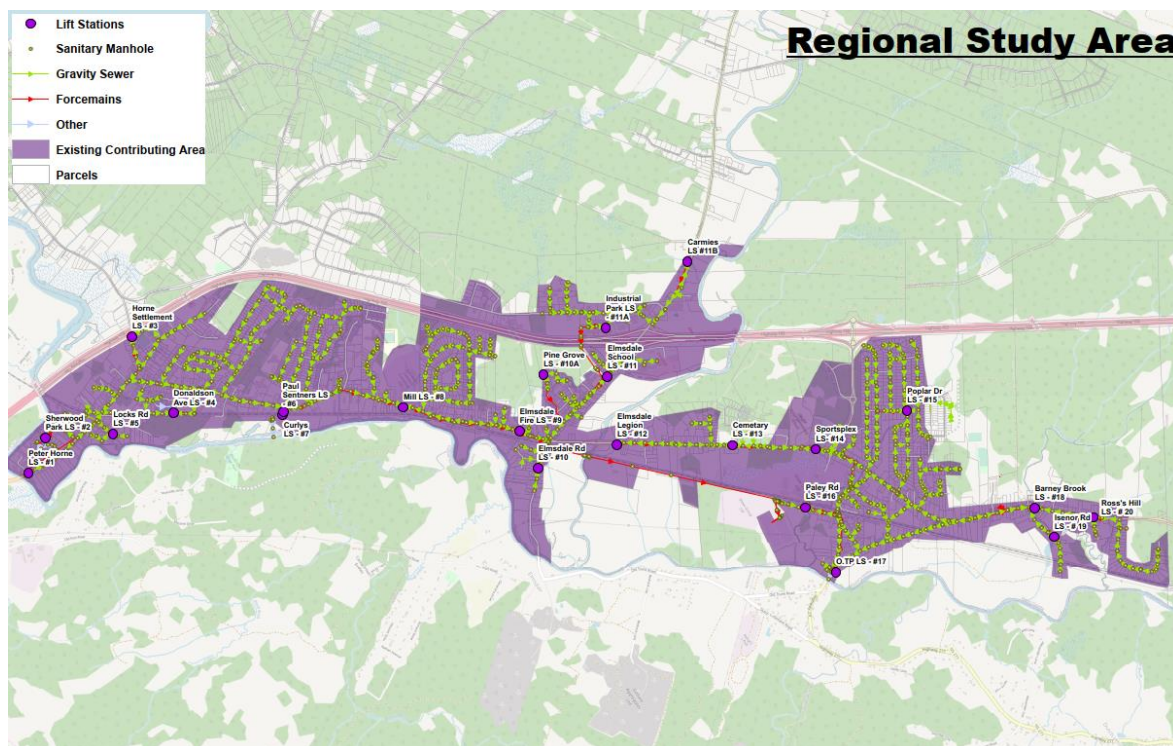 Regional Study Area
Lift Stations
Sanitary Manhole
Gravity Sewer
Forcemains
Other
Existing Contributing Area
Parcels
Carmies
LS #11B
Horne
Settlement
LS - #3
Industrial
Park LS
- #11A
Pine Grove
LS - #10A
Elmsdale
School
LS - #11
Poplar Dr
LS - #15
Donaldson
Ave LS - #4
Paul
Sentners LS
- #6
Mill LS - #8
Sherwood
Park LS - #2
Locks Rd
LS - #5
Curlys
LS - #7
Elmsdale
Fire LS - #9
Elmsdale
Legion
LS - #12
Cemetary
LS - #13
Sportsplex
LS - #14
Peter Horne
LS - #1
Elmsdale Rd
LS - #10
Paley Rd
LS - #16
Barney Brook
LS - #18
Ross's Hill
LS - # 20
Isenor Rd
LS - # 19
O.TP LS - #17